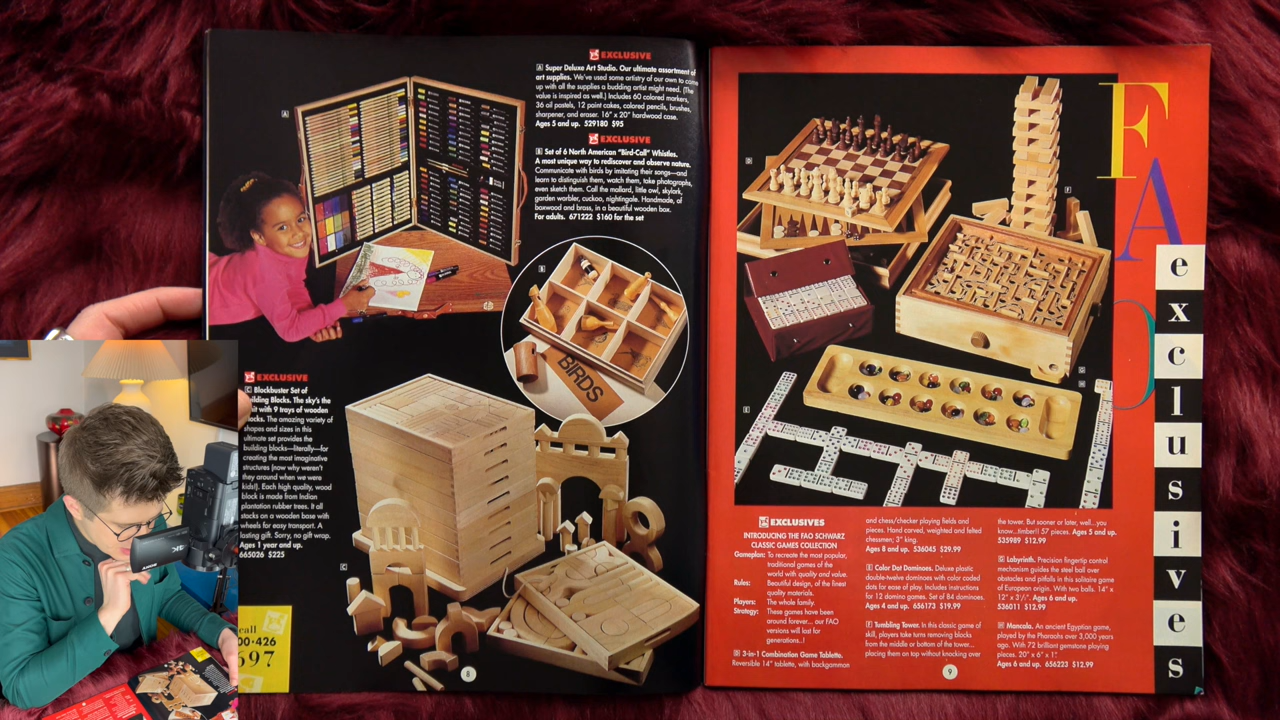 EXCLUSIVE
A Super Deluxe Art Studio. Our ultimate assortment of
art supplies. We've used some artistry of our own to come
up with all the supplies a budding artist might need. (The
value is inspired as well.) Includes 60 colored markers,
36 oil pastels, 12 paint cakes, colored pencils, brushes,
sharpener, and eraser. 16" x 20" hardwood case.
Ages 5 and up. 529180 $95
EXCLUSIVE
B Set of 6 North American "Bird-Call" Whistles.
A most unique way to rediscover and observe nature.
Communicate with birds by imitating their songs—and
learn to distinguish them, watch them, take photographs,
even sketch them. Call the mallard, little owl, skylark,
garden warbler, cuckoo, nightingale. Handmade, of
boxwood and brass, in a beautiful wooden box.
For adults. 671222 $160 for the set
A
B
BIRDS
EXCLUSIVE
C Blockbuster Set of
ilding Blocks. The sky's the
mit with 9 trays of wooden
ocks. The amazing variety of
shapes and sizes in this
ultimate set provides the
building blocks—literally—for
creating the most imaginative
structures (now why weren't
they around when we were
kids!). Each high quality, wood
block is made from Indian
plantation rubber trees. It all
stacks on a wooden base with
wheels for easy transport. A
lasting gift. Sorry, no gift wrap.
Ages 1 year and up.
665026 $225
C
call
00•426
697
8
D
F
E
G
H
FAO
exclusives
EXCLUSIVES
INTRODUCING THE FAO SCHWARZ
CLASSIC GAMES COLLECTION
Gameplan: To recreate the most popular,
traditional games of the
world with quality and value.
Rules: Beautiful design, of the finest
quality materials.
Players: The whole family.
Strategy: These games have been
around forever... our FAO
versions will last for
generations..!
D 3-in-1 Combination Game Tablette.
Reversible 14" tablette, with backgammon
and chess/checker playing fields and
pieces. Hand carved, weighted and felted
chessmen; 3" king.
Ages 8 and up. 536045 $29.99
E Color Dot Dominoes. Deluxe plastic
double-twelve dominoes with color coded
dots for ease of play. Includes instructions
for 12 domino games. Set of 84 dominoes.
Ages 4 and up. 656173 $19.99
F Tumbling Tower. In this classic game of
skill, players take turns removing blocks
from the middle or bottom of the tower...
placing them on top without knocking over
the tower. But sooner or later, well...you
know...timber!! 57 pieces. Ages 5 and up.
535989 $12.99
G Labyrinth. Precision fingertip control
mechanism guides the steel ball over
obstacles and pitfalls in this solitaire game
of European origin. With two balls. 14" x
12" x 3½". Ages 6 and up.
536011 $12.99
H Mancala. An ancient Egyptian game,
played by the Pharaohs over 3,000 years
ago. With 72 brilliant gemstone playing
pieces. 20" x 6" x 1".
Ages 6 and up. 656223 $12.99
9